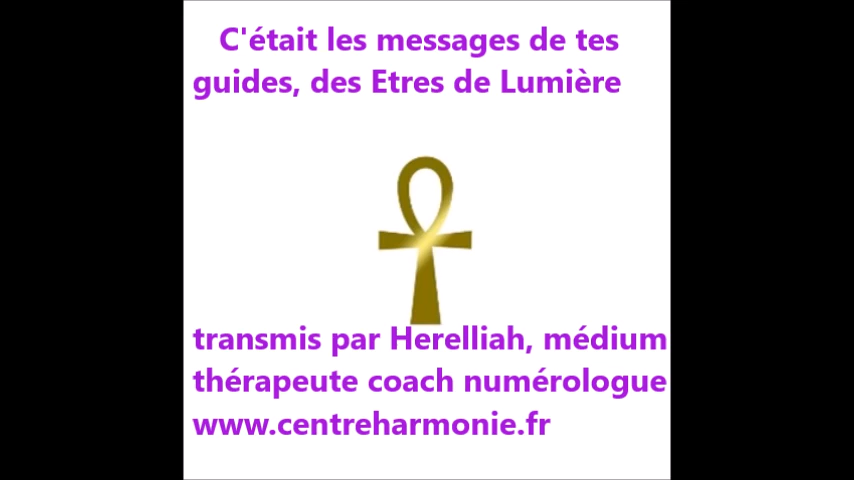 C'était les messages de tes
guides, des Etres de Lumière
transmis par Herelliah, médium
thérapeute coach numérologue
www.centreharmonie.fr